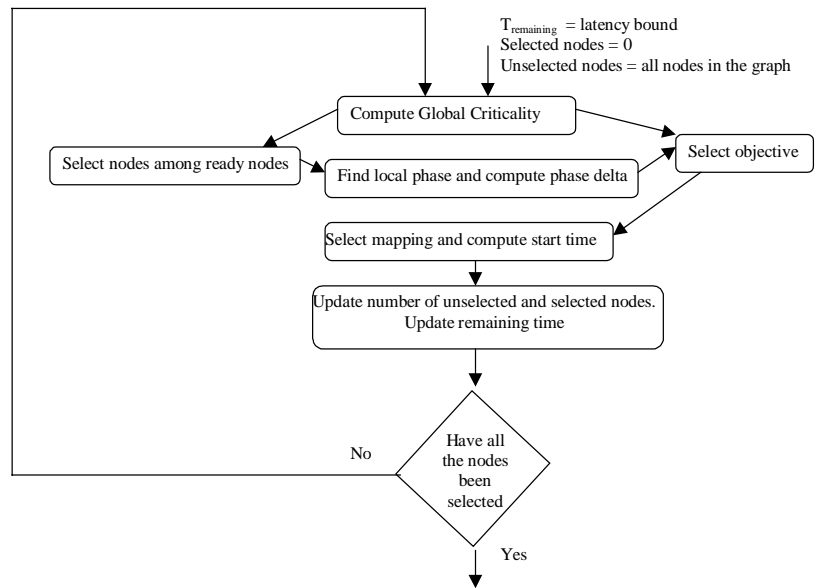 T remaining = latency bound
Selected nodes = 0
Unselected nodes = all nodes in the graph
Compute Global Criticality
Select nodes among ready nodes
Find local phase and compute phase delta
Select objective
Select mapping and compute start time
Update number of unselected and selected nodes.
Update remaining time
Have all
the nodes
been
selected
No
Yes